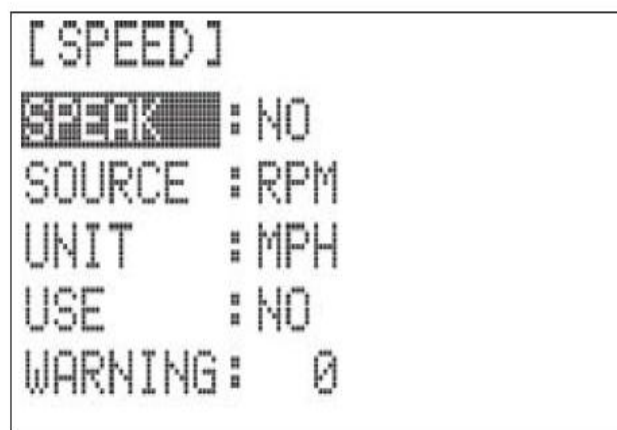 [SPEED]
SPEAK :NO
SOURCE :RPM
UNIT :MPH
USE :NO
WARNING: 0